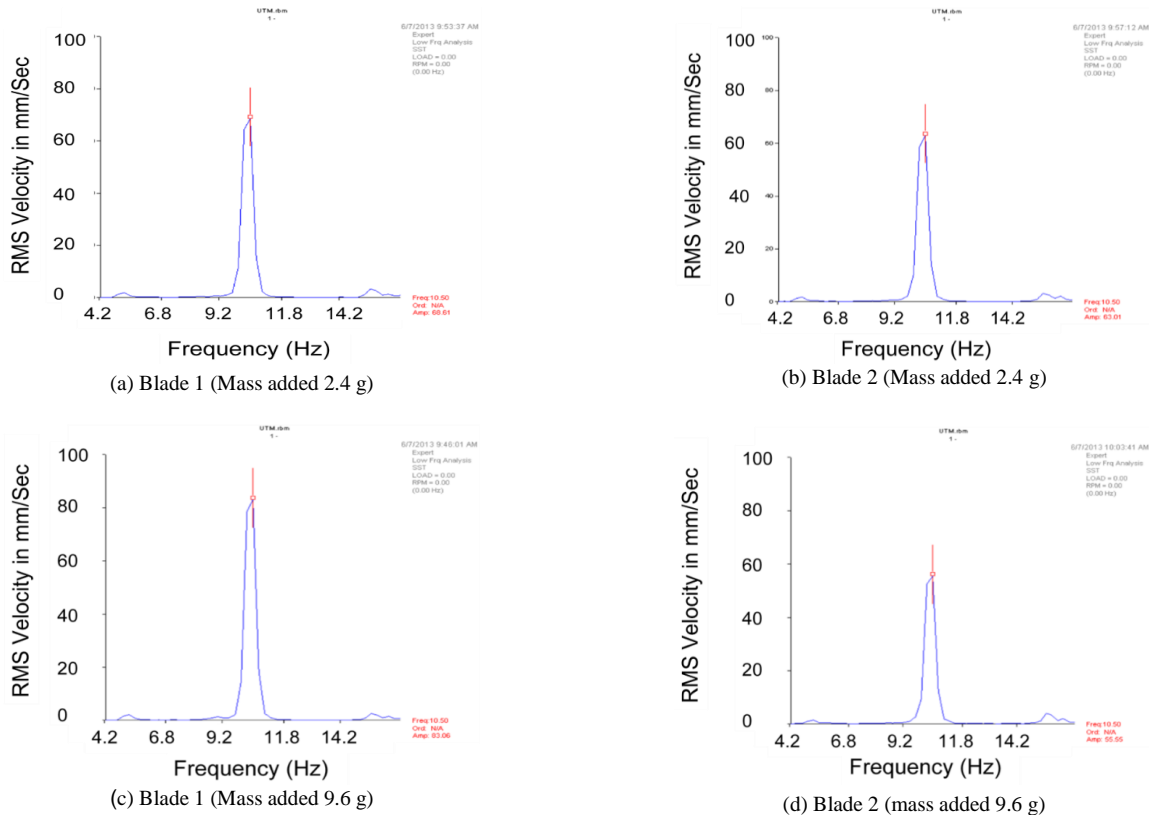 UTM.rbm
1 -
6/7/2013 9:53:37 AM
Expert
Low Frq Analysis
SST
LOAD = 0.00
RPM = 0.00
(0.00 Hz)
100
80
60
40
20
0
RMS Velocity in mm/Sec
4.2 6.8 9.2 11.8 14.2
Freq:10.50
Ord: N/A
Amp: 68.61
Frequency (Hz)
(a) Blade 1 (Mass added 2.4 g)
UTM.rbm
1 -
6/7/2013 9:57:12 AM
Expert
Low Frq Analysis
SST
LOAD = 0.00
RPM = 0.00
(0.00 Hz)
100 100
80 80
60 60
40 40
20 20
0 0
RMS Velocity in mm/Sec
4.2 6.8 9.2 11.8 14.2
Freq:10.50
Ord: N/A
Amp: 63.01
Frequency (Hz)
(b) Blade 2 (Mass added 2.4 g)
UTM.rbm
1 -
6/7/2013 9:46:01 AM
Expert
Low Frq Analysis
SST
LOAD = 0.00
RPM = 0.00
(0.00 Hz)
100
80
60
40
20
0
RMS Velocity in mm/Sec
4.2 6.8 9.2 11.8 14.2
Freq:10.50
Ord: N/A
Amp: 83.06
Frequency (Hz)
(c) Blade 1 (Mass added 9.6 g)
UTM.rbm
1 -
6/7/2013 10:03:41 AM
Expert
Low Frq Analysis
SST
LOAD = 0.00
RPM = 0.00
(0.00 Hz)
100
80
60
40
20
0
RMS Velocity in mm/Sec
4.2 6.8 9.2 11.8 14.2
Freq:10.50
Ord: N/A
Amp: 55.55
Frequency (Hz)
(d) Blade 2 (mass added 9.6 g)